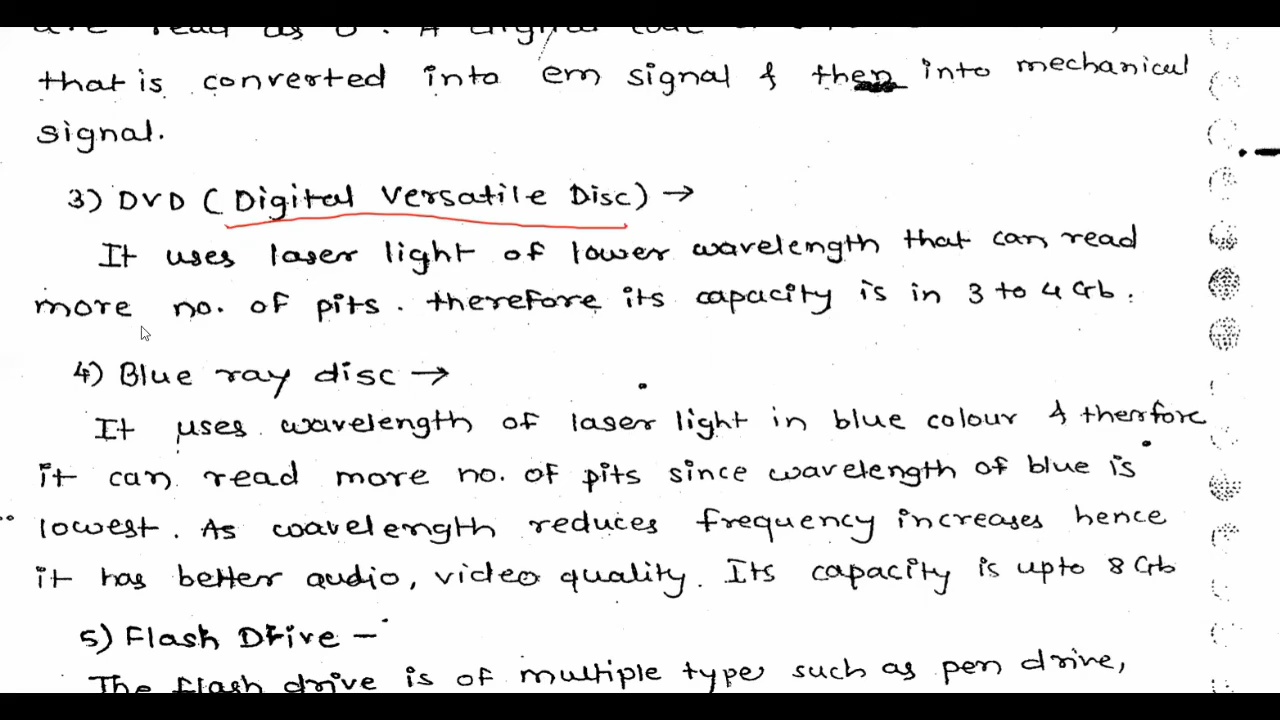 are read as 0. A digital
that is converted into em signal & then into mechanical
signal.
3) DVD (Digital Versatile Disc) →
It uses laser light of lower wavelength that can read
more no. of pits. therefore its capacity is in 3 to 4 Gb.
4) Blue ray disc →
It uses wavelength of laser light in blue colour & therfore
it can read more no. of pits since wavelength of blue is
lowest. As wavelength reduces frequency increases hence
it has better audio, video quality. Its capacity is upto 8 Gb
5) Flash Drive -
The flash drive is of multiple type such as pen drive,